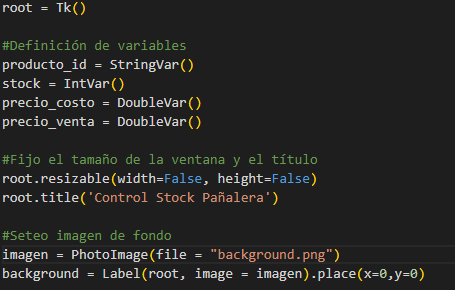 root = Tk()
#Definición de variables
producto_id = StringVar()
stock = IntVar()
precio_costo = DoubleVar()
precio_venta = DoubleVar()
#Fijo el tamaño de la ventana y el título
root.resizable(width=False, height=False)
root.title('Control Stock Pañalera')
#Seteo imagen de fondo
imagen = PhotoImage(file = "background.png")
background = Label(root, image = imagen).place(x=0,y=0)